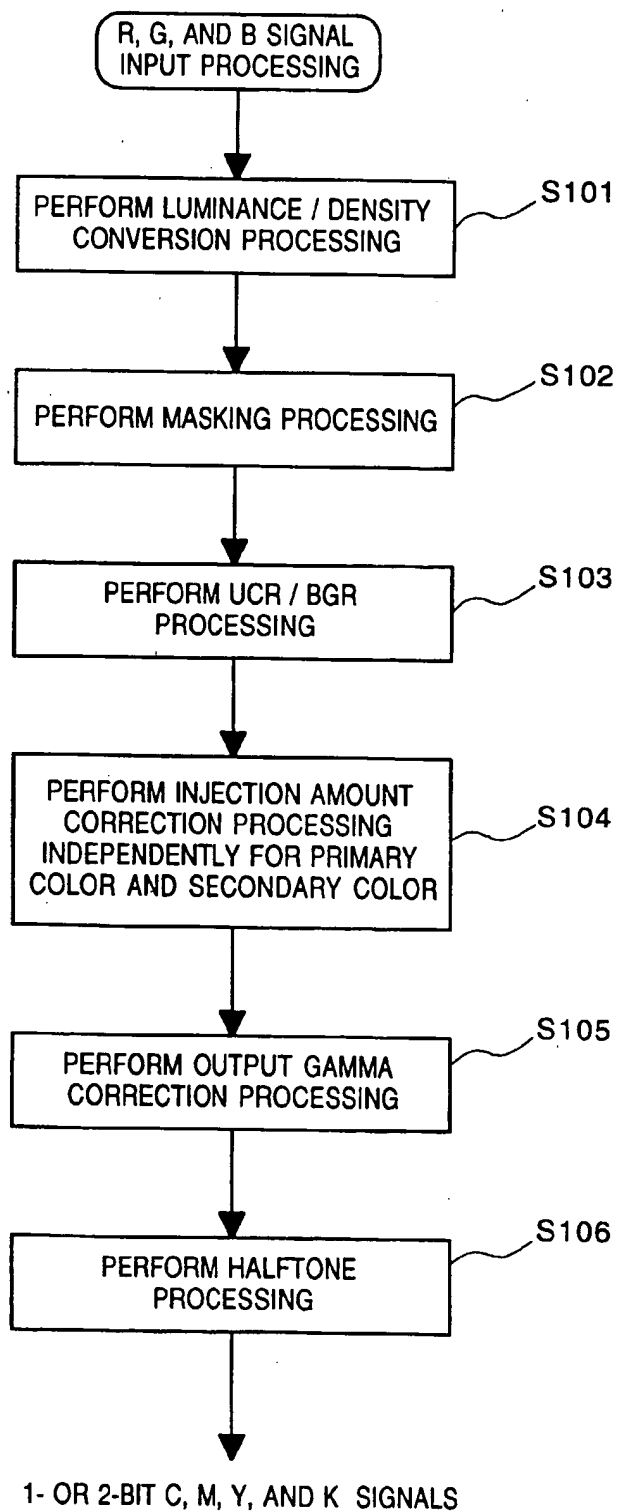 R, G, AND B SIGNAL
INPUT PROCESSING
PERFORM LUMINANCE / DENSITY
CONVERSION PROCESSING
S101
PERFORM MASKING PROCESSING
S102
PERFORM UCR / BGR
PROCESSING
S103
PERFORM INJECTION AMOUNT
CORRECTION PROCESSING
INDEPENDENTLY FOR PRIMARY
COLOR AND SECONDARY COLOR
S104
PERFORM OUTPUT GAMMA
CORRECTION PROCESSING
S105
PERFORM HALFTONE
PROCESSING
S106
1- OR 2-BIT C, M, Y, AND K SIGNALS